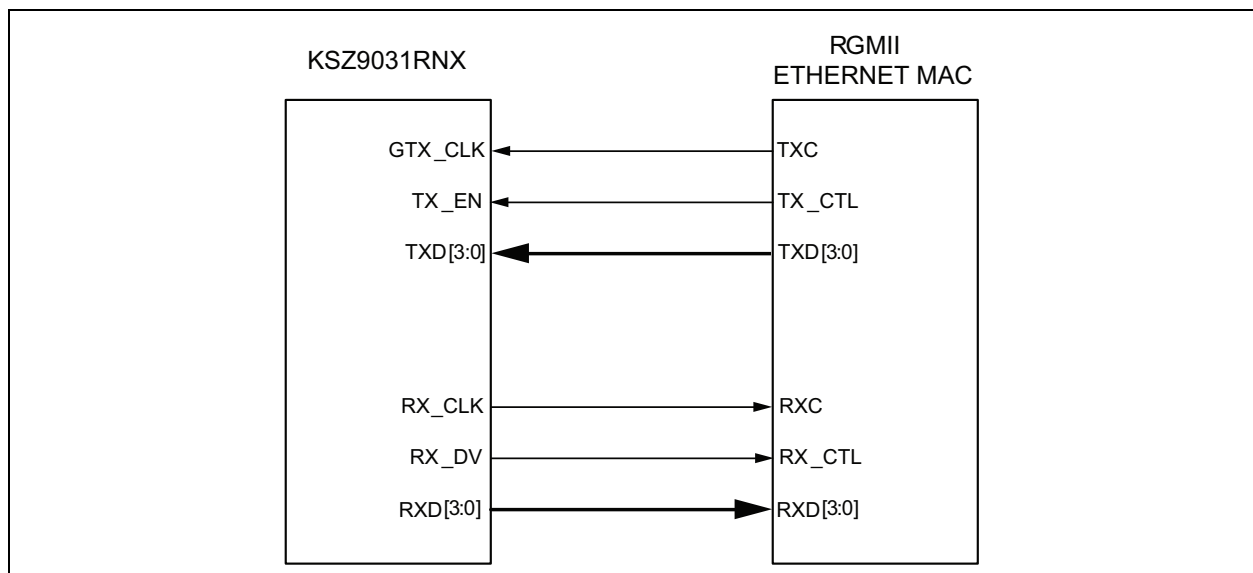 KSZ9031RNX
RGMII
ETHERNET MAC
GTX_CLK
TXC
TX_EN
TX_CTL
TXD[3:0]
TXD[3:0]
RX_CLK
RXC
RX_DV
RX_CTL
RXD[3:0]
RXD[3:0]